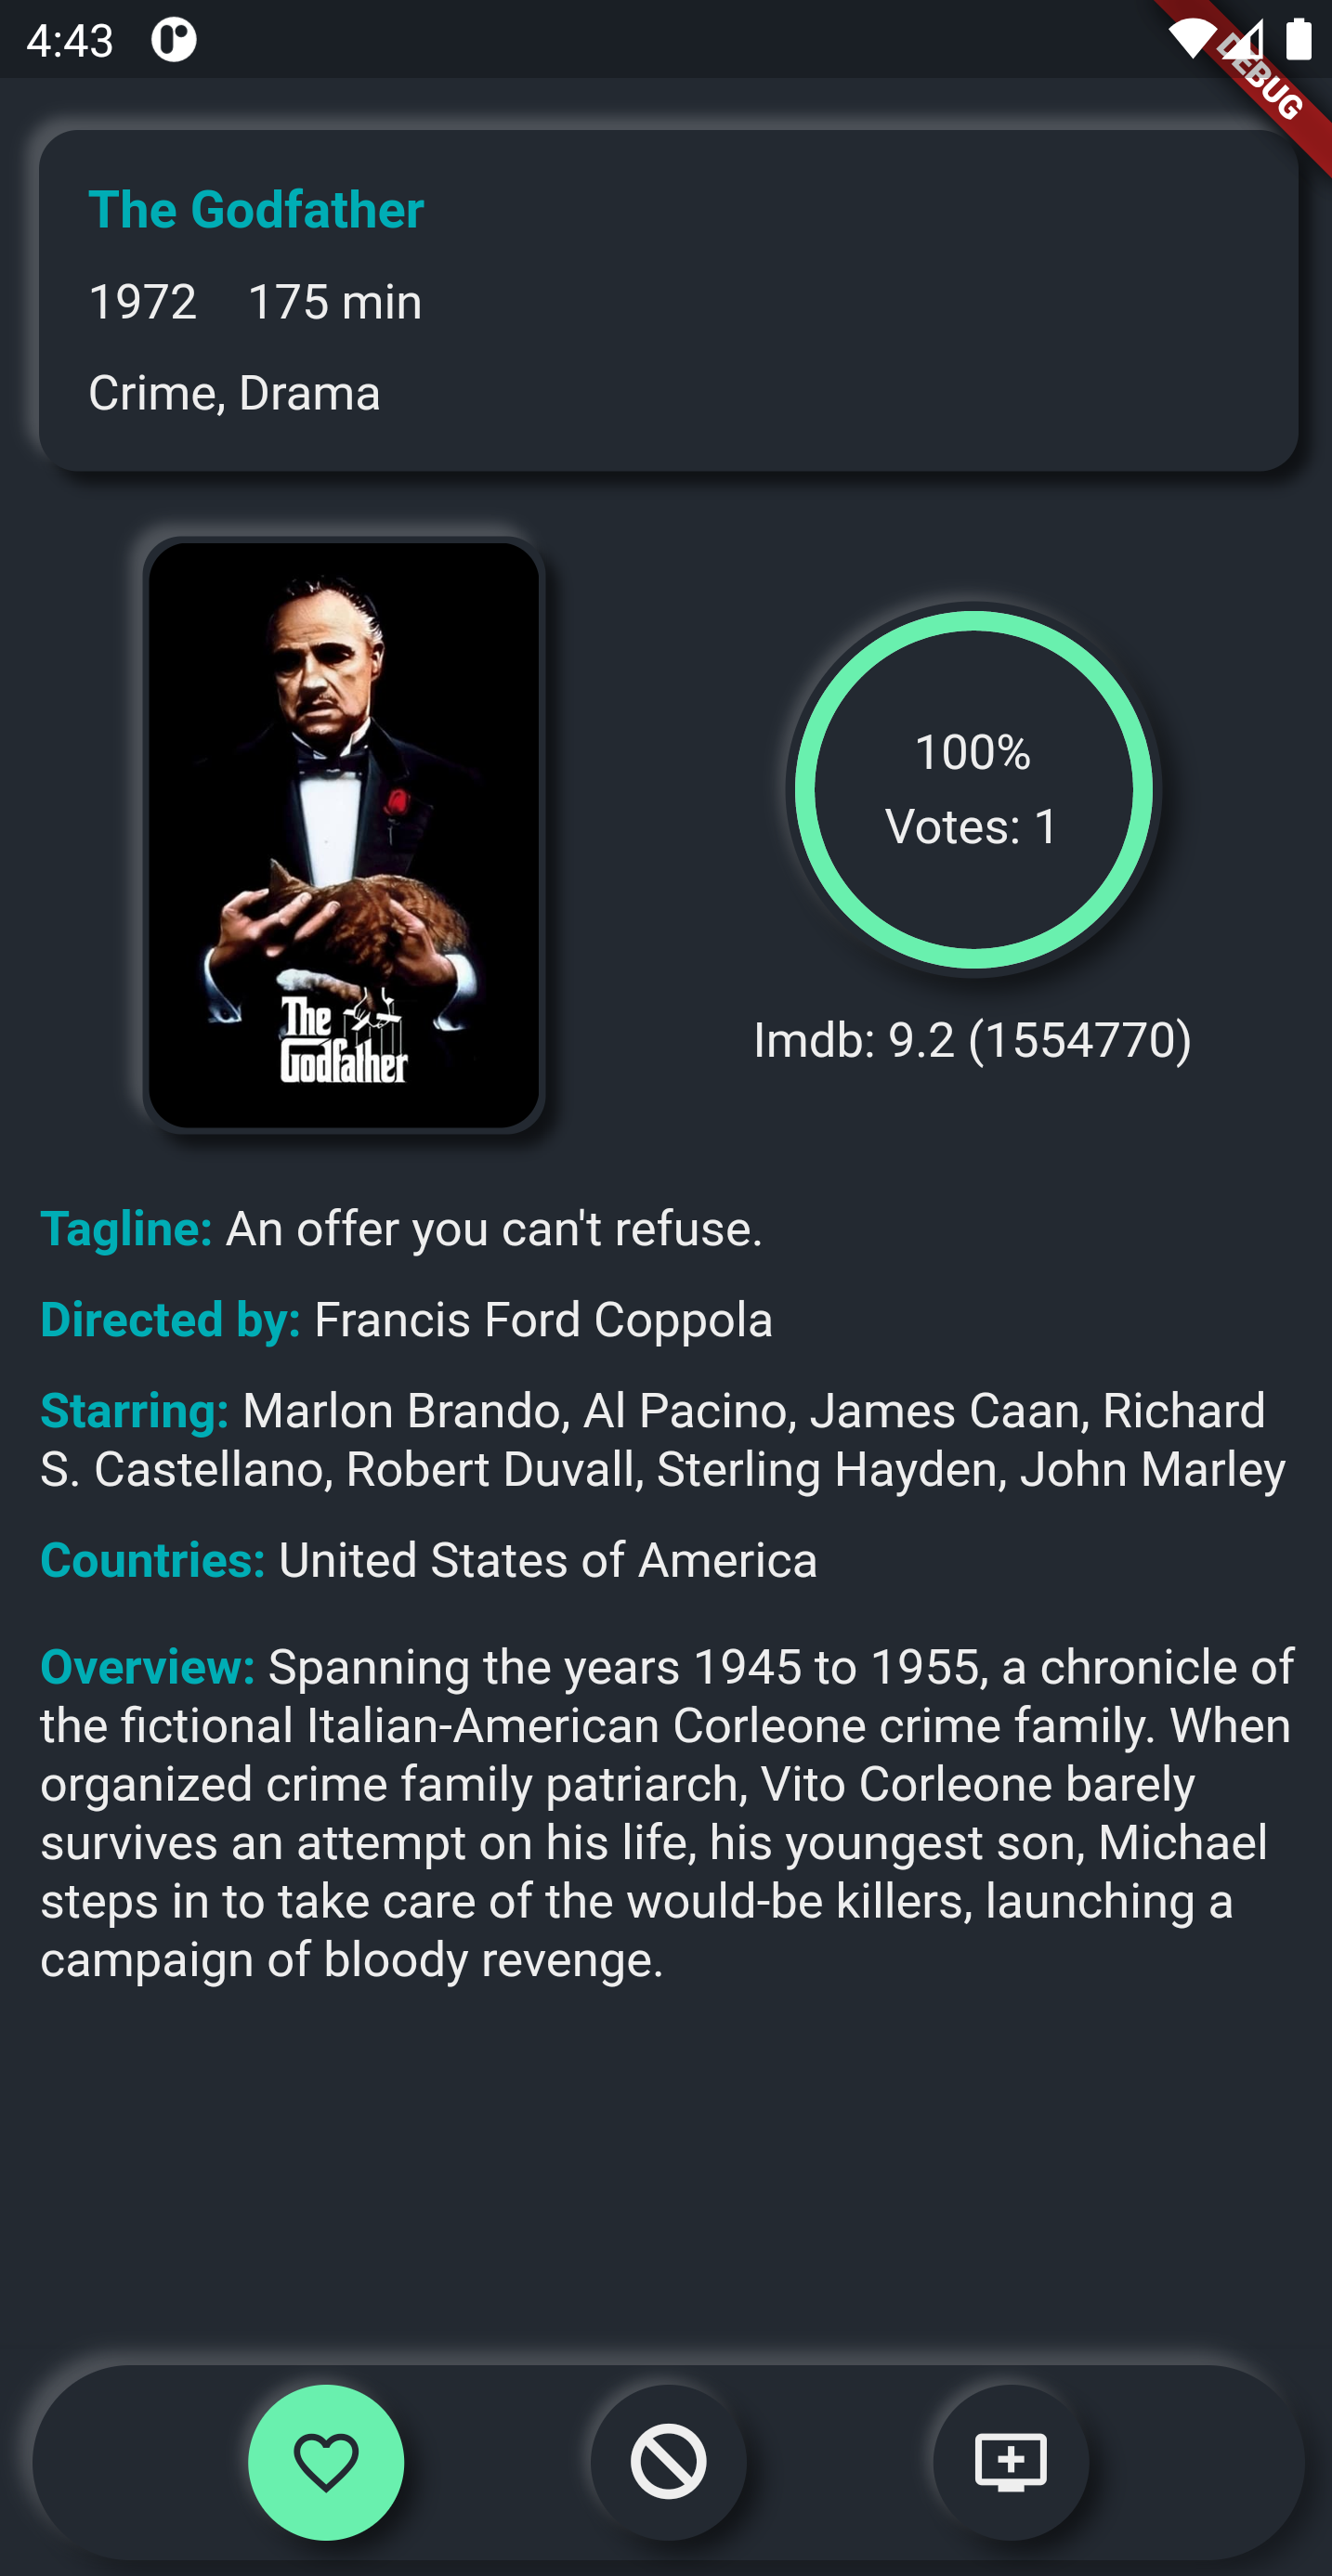 4:43
DEBUG
The Godfather
1972 175 min
Crime, Drama
The
Godfather
100%
Votes: 1
Imdb: 9.2 (1554770)
Tagline: An offer you can't refuse.
Directed by: Francis Ford Coppola
Starring: Marlon Brando, Al Pacino, James Caan, Richard
S. Castellano, Robert Duvall, Sterling Hayden, John Marley
Countries: United States of America
Overview: Spanning the years 1945 to 1955, a chronicle of
the fictional Italian-American Corleone crime family. When
organized crime family patriarch, Vito Corleone barely
survives an attempt on his life, his youngest son, Michael
steps in to take care of the would-be killers, launching a
campaign of bloody revenge.